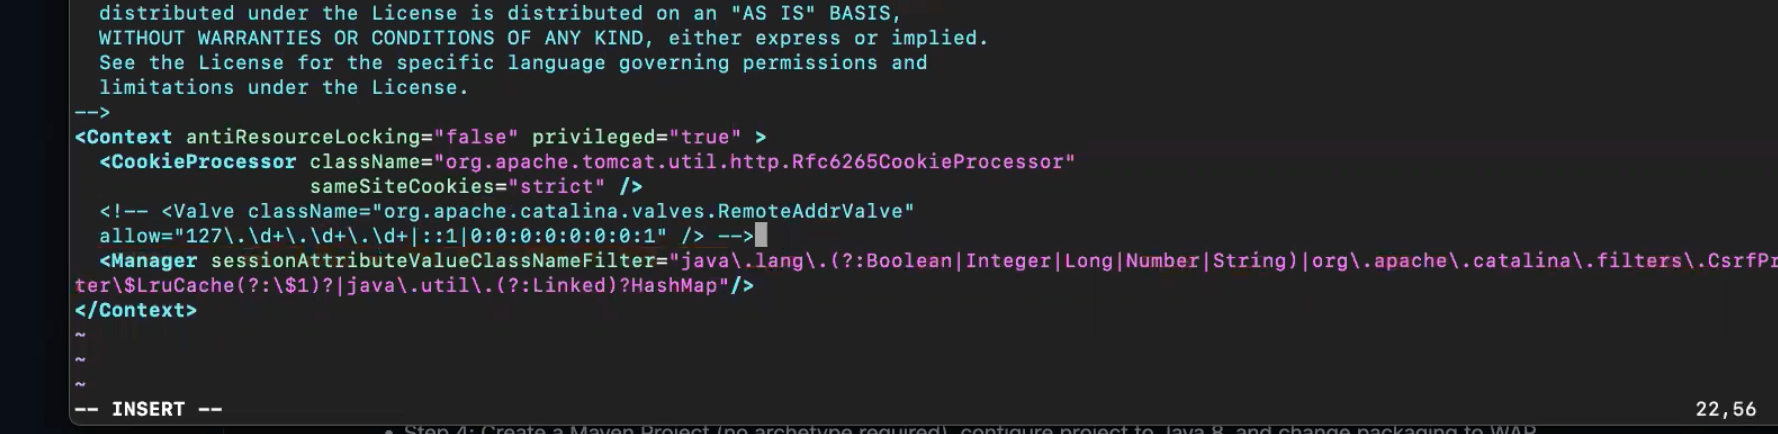 distributed under the License is distributed on an "AS IS" BASIS,
WITHOUT WARRANTIES OR CONDITIONS OF ANY KIND, either express or implied.
See the License for the specific language governing permissions and
limitations under the License.
-->
<Context antiResourceLocking="false" privileged="true" >
<CookieProcessor className="org.apache.tomcat.util.http.Rfc6265CookieProcessor"
sameSiteCookies="strict" />
<!-- <Valve className="org.apache.catalina.valves.RemoteAddrValve"
allow="127\.\d+\.\d+\.\d+|::1|0:0:0:0:0:0:0:1" /> -->
<Manager sessionAttributeValueClassNameFilter="java\.lang\.(?:Boolean|Integer|Long|Number|String)|org\.apache\.catalina\.filters\.CsrfPr
ter\$LruCache(?:\$1)?|java\.util\.(?:Linked)?HashMap"/>
</Context>
~
~
~
-- INSERT --
22,56
• Step 4: Create a Maven Project (no archetype required), configure project to Java 8, and change packaging to WAR